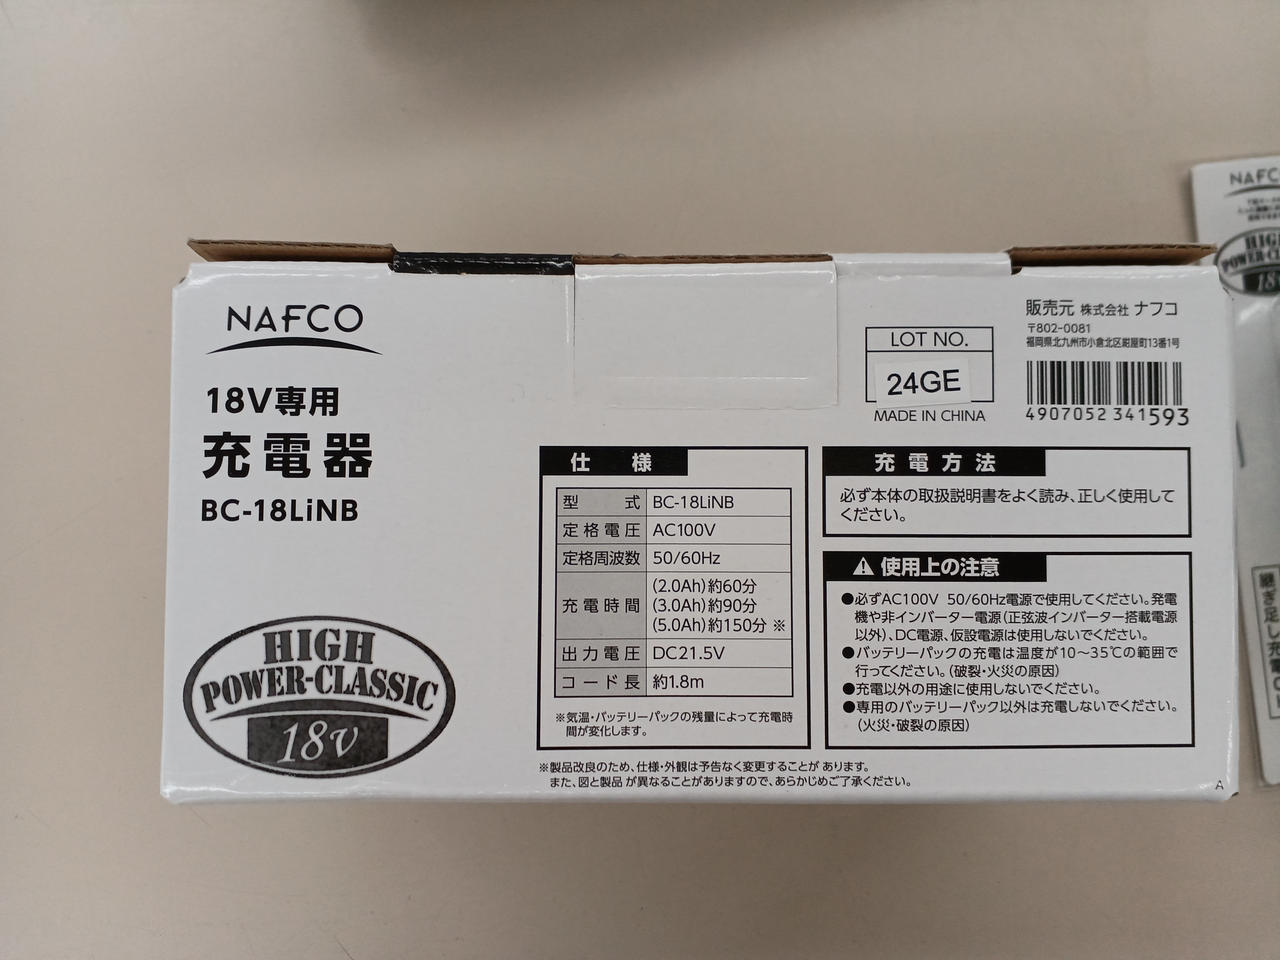 NAFCO
18V専用
充電器
BC-18LiNB
HIGH
POWER-CLASSIC
18v
仕様
型式 BC-18LiNB
定格電圧 AC100V
定格周波数 50/60Hz
充電時間 (2.0Ah)約60分
(3.0Ah)約90分
(5.0Ah)約150分 ※
出力電圧 DC21.5V
コード長 約1.8m
※気温・バッテリーパックの残量によって充電時
間が変化します。
※製品改良のため、仕様・外観は予告なく変更することが あります。
また、図と製品 が異なることがありますので、あらかじめご了承ください。
LOT NO.
24GE
MADE IN CHINA
販売元 株式会社 ナフコ
〒802-0081
福岡県北九州市小倉北区紺屋町13番1号
4907052 341593
充電方法
必ず本体の取扱説明書をよく読み、正しく使用して
ください。
⚠ 使用上の注意
●必ずAC100V 50/60Hz電源で使用してください。発電
機や非インバーター電源(正弦波インバーター搭載電源
以外)、DC電源、仮設電源は使用しないでください。
●バッテリーパックの充電は温度が10～35℃の範囲で
行ってください。(破裂・火災の原因)
●充電以外の用途に使用しないでください。
●専用のバッテリーパック以外は充電しないでください。
(火災・破裂の原因)
A
NAFC
HIG
POWER-CL
18
継ぎ足し充電O